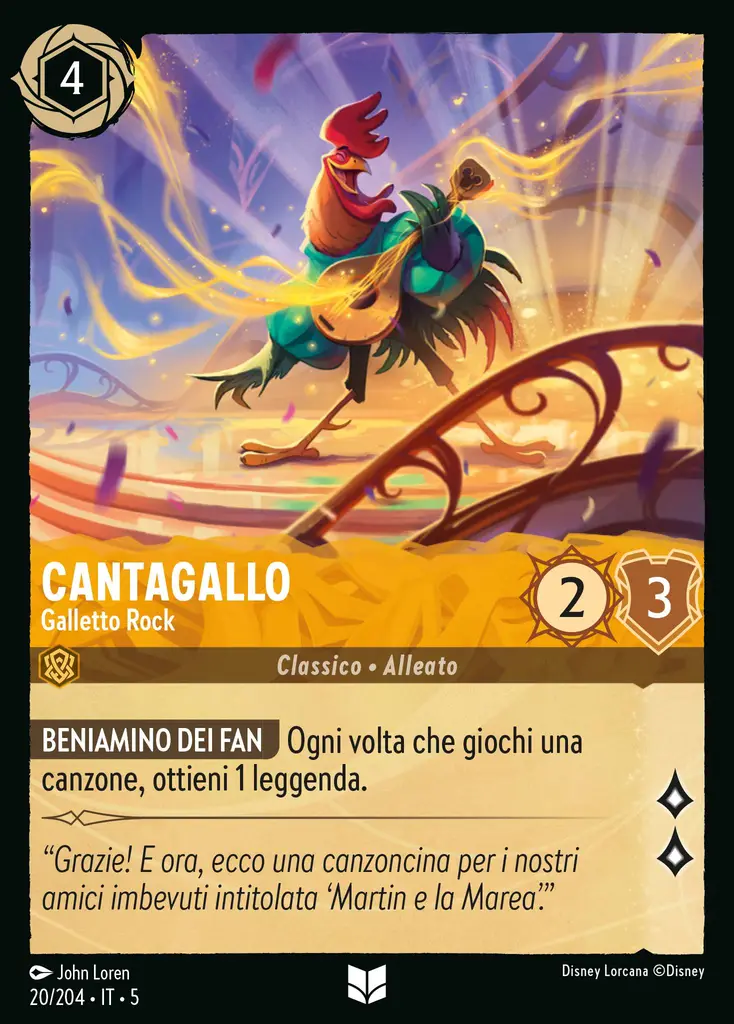 4
CANTAGALLO
Galletto Rock
2
3
Classico • Alleato
BENIAMINO DEI FAN Ogni volta che giochi una
canzone, ottieni 1 leggenda.
“Grazie! E ora, ecco una canzoncina per i nostri
amici imbevuti intitolata ‘Martin e la Marea’.”
John Loren
Disney Lorcana ©Disney
20/204 • IT • 5